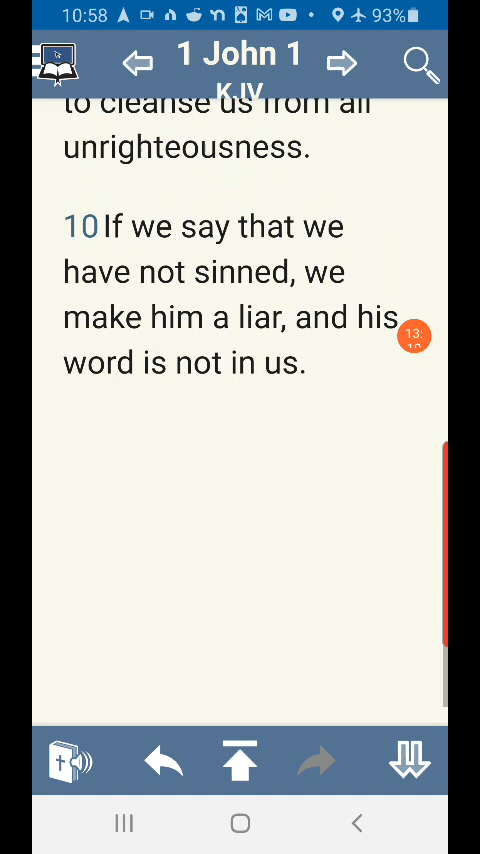 10:58 93%
1 John 1
KJV
to cleanse us from all
unrighteousness.
10 If we say that we
have not sinned, we
make him a liar, and his
word is not in us.
13: